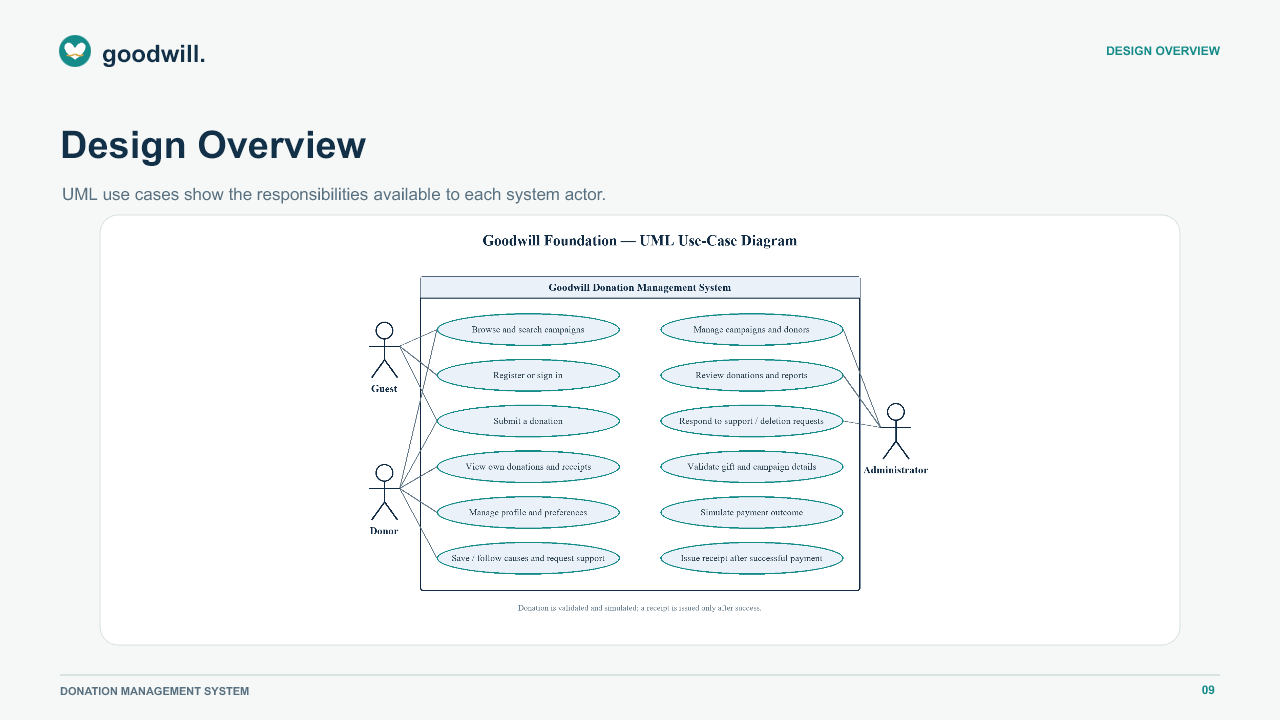 goodwill.
DESIGN OVERVIEW
Design Overview
UML use cases show the responsibilities available to each system actor.
Goodwill Foundation — UML Use-Case Diagram
Goodwill Donation Management System
Browse and search campaigns
Manage campaigns and donors
Register or sign in
Review donations and reports
Guest
Submit a donation
Respond to support / deletion requests
View own donations and receipts
Validate gift and campaign details
Administrator
Manage profile and preferences
Simulate payment outcome
Donor
Save / follow causes and request support
Issue receipt after successful payment
Donation is validated and simulated; a receipt is issued only after success.
DONATION MANAGEMENT SYSTEM
09